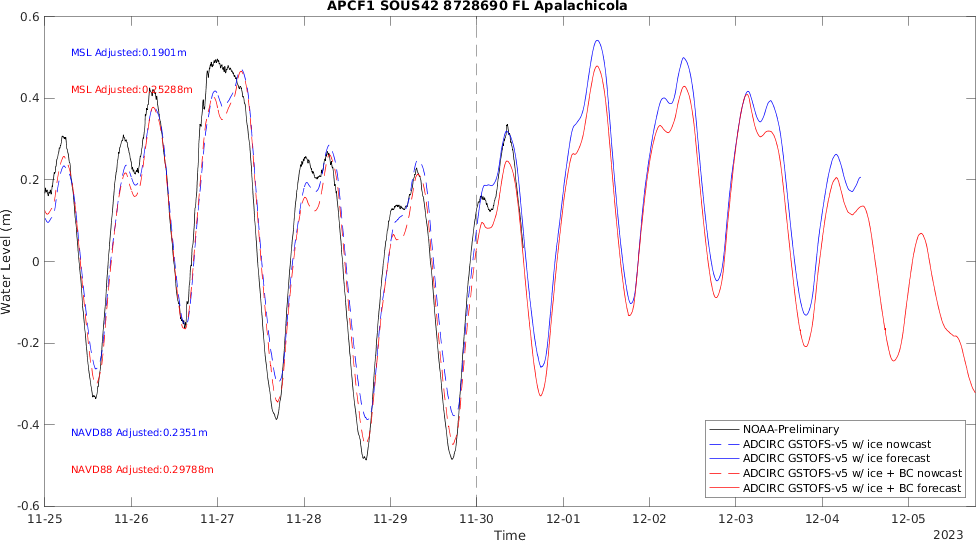 APCF1 SOUS42 8728690 FL Apalachicola
0.6
MSL Adjusted:0.1901m
0.4
MSL Adjusted:0.25288m
0.2
0
Water Level (m)
-0.2
-0.4
NAVD88 Adjusted:0.2351m
NAVD88 Adjusted:0.29788m
-0.6
NOAA-Preliminary
ADCIRC GSTOFS-v5 w/ ice nowcast
ADCIRC GSTOFS-v5 w/ ice forecast
ADCIRC GSTOFS-v5 w/ ice + BC nowcast
ADCIRC GSTOFS-v5 w/ ice + BC forecast
11-25 11-26 11-27 11-28 11-29 11-30 12-01 12-02 12-03 12-04 12-05
Time
2023